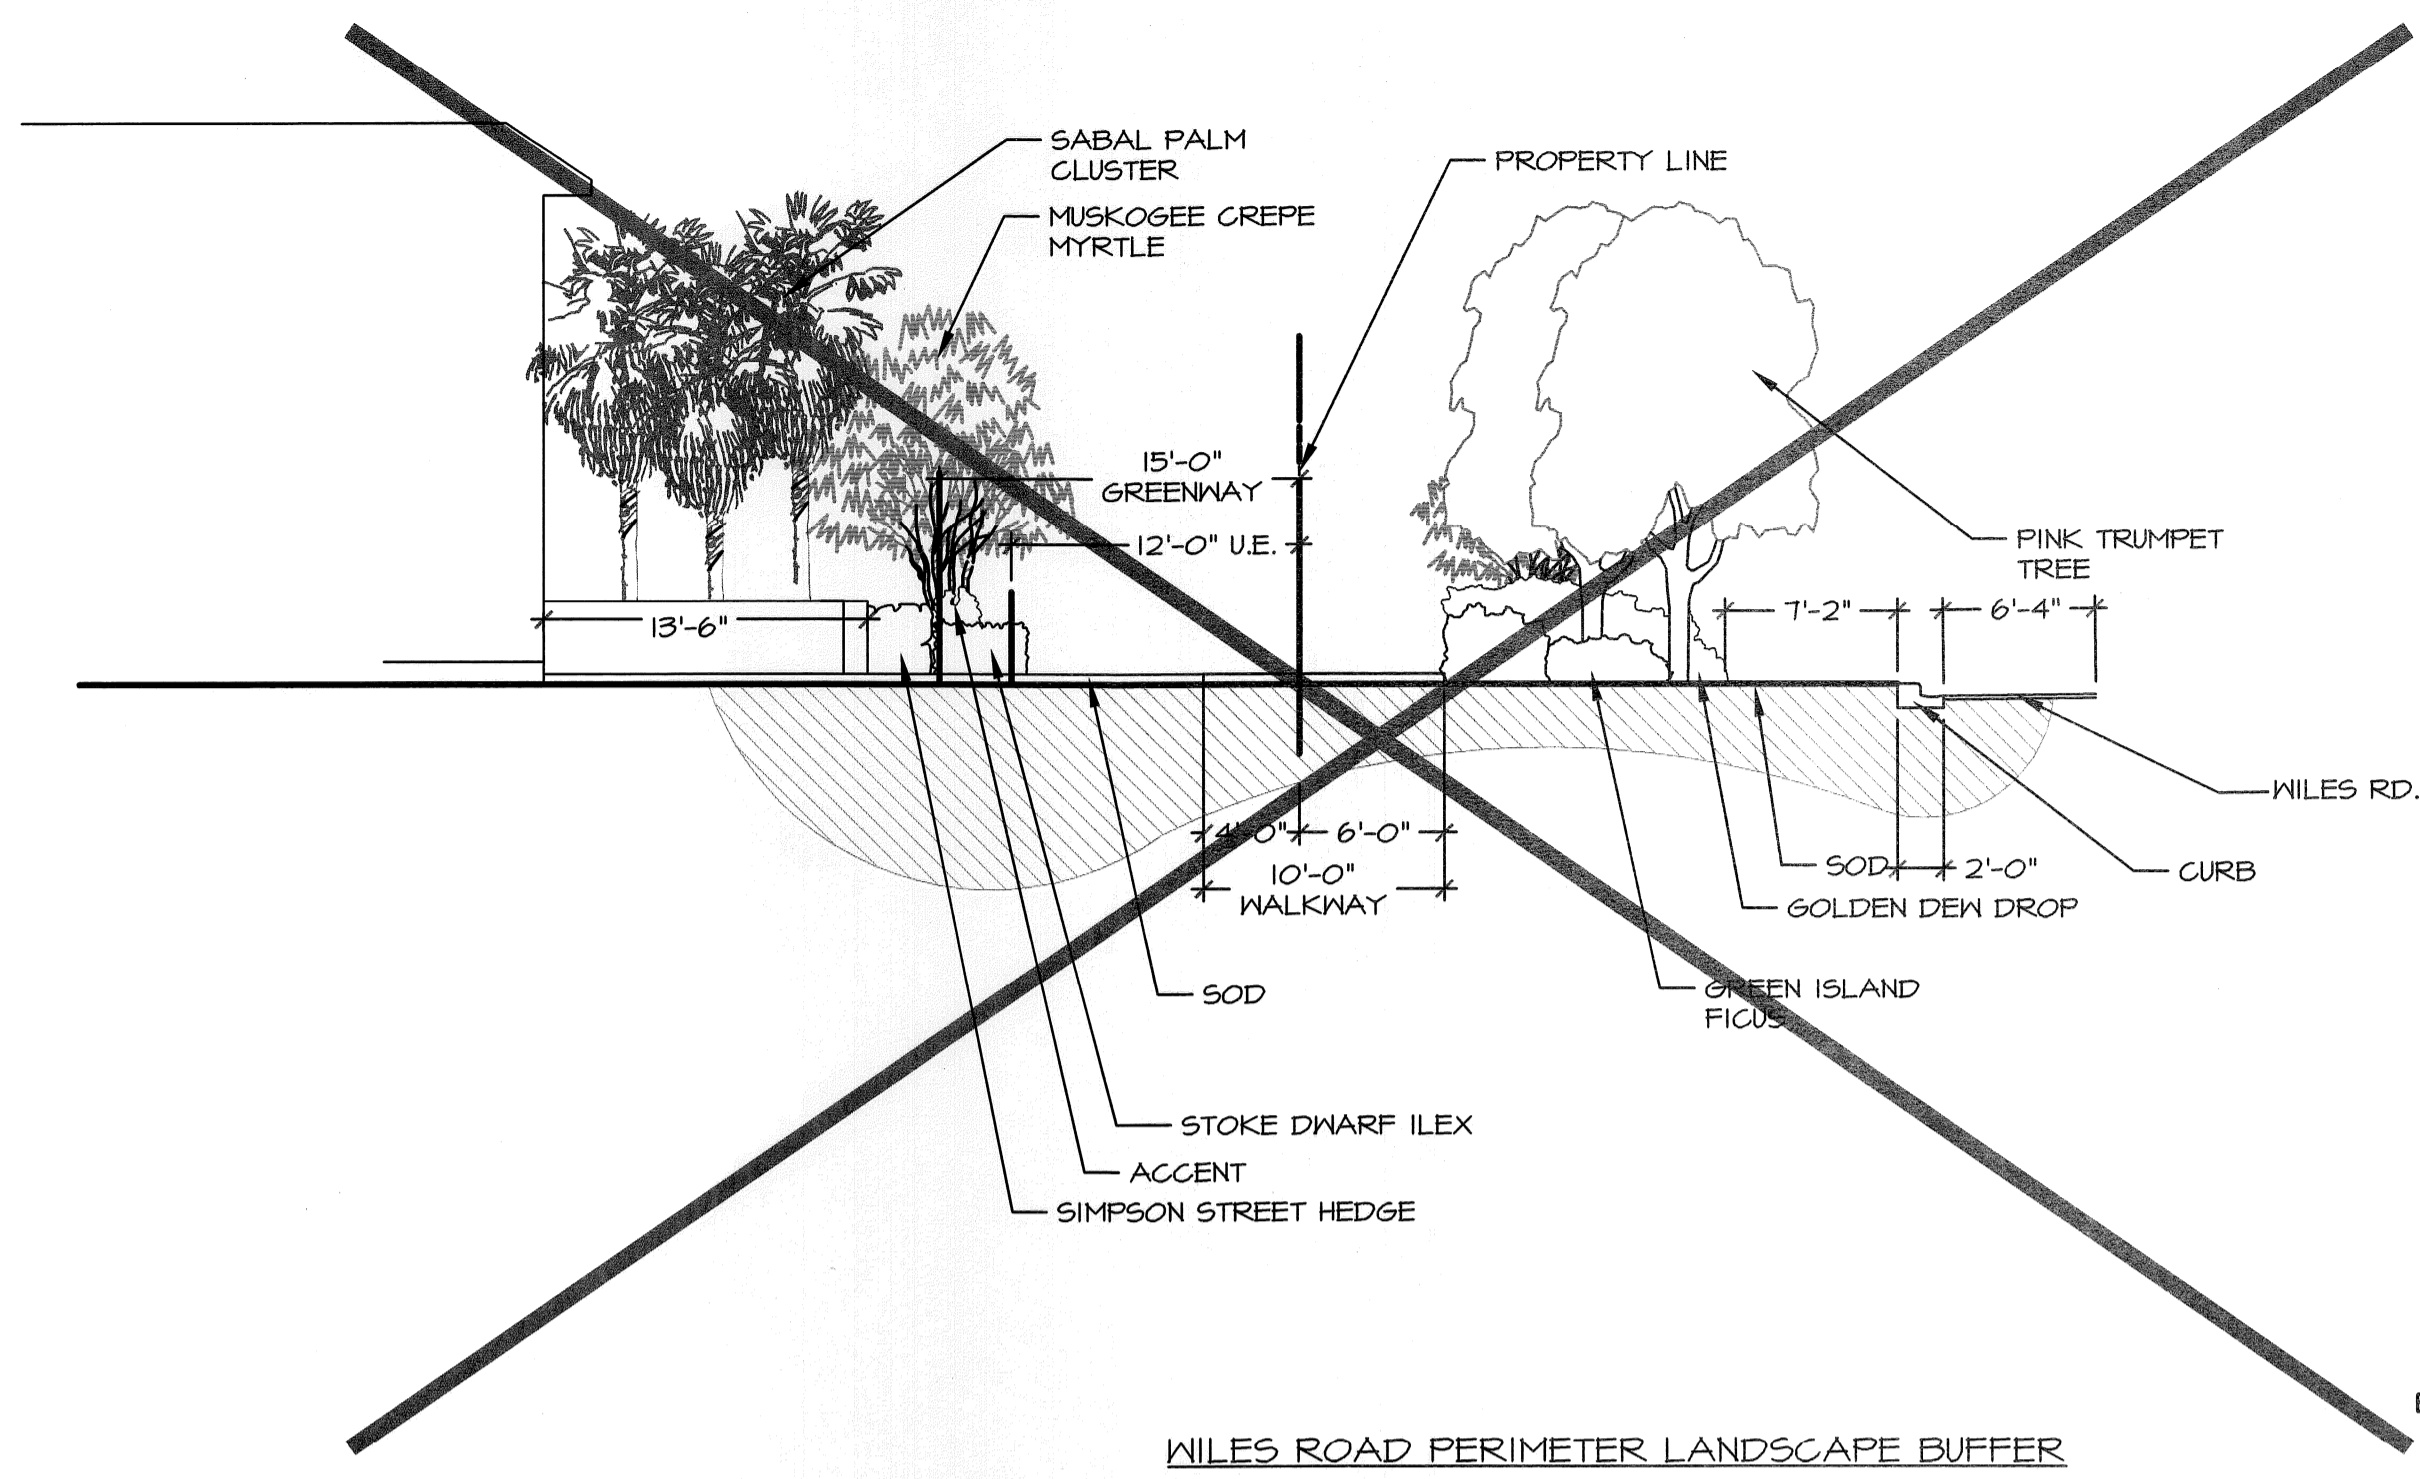 SABAL PALM
CLUSTER
MUSKOGEE CREPE
MYRTLE
PROPERTY LINE
15'-0"
GREENWAY
12'-0" U.E.
PINK TRUMPET
TREE
13'-6"
7'-2"
6'-4"
WILES RD.
4'-0"
6'-0"
10'-0"
WALKWAY
SOD
2'-0"
CURB
GOLDEN DEW DROP
SOD
GREEN ISLAND
FICUS
STOKE DWARF ILEX
ACCENT
SIMPSON STREET HEDGE
WILES ROAD PERIMETER LANDSCAPE BUFFER